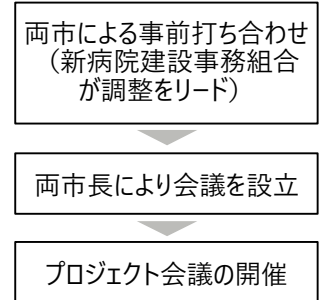 両市による事前打ち合わせ
（新病院建設事務組合
が調整をリード）
両市長により会議を設立
プロジェクト会議の開催